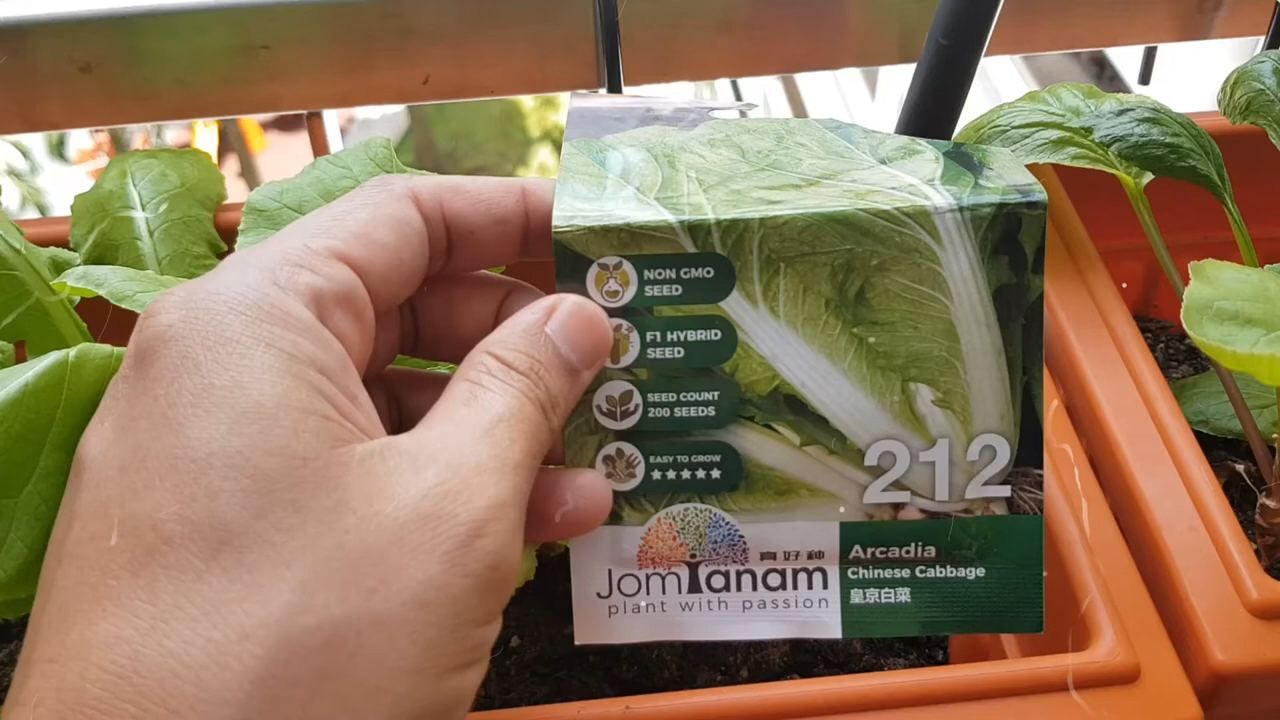 NON GMO
SEED
F1 HYBRID
SEED
SEED COUNT
200 SEEDS
EASY TO GROW
212
真好种
JomTanam
plant with passion
Arcadia
Chinese Cabbage
皇京白菜